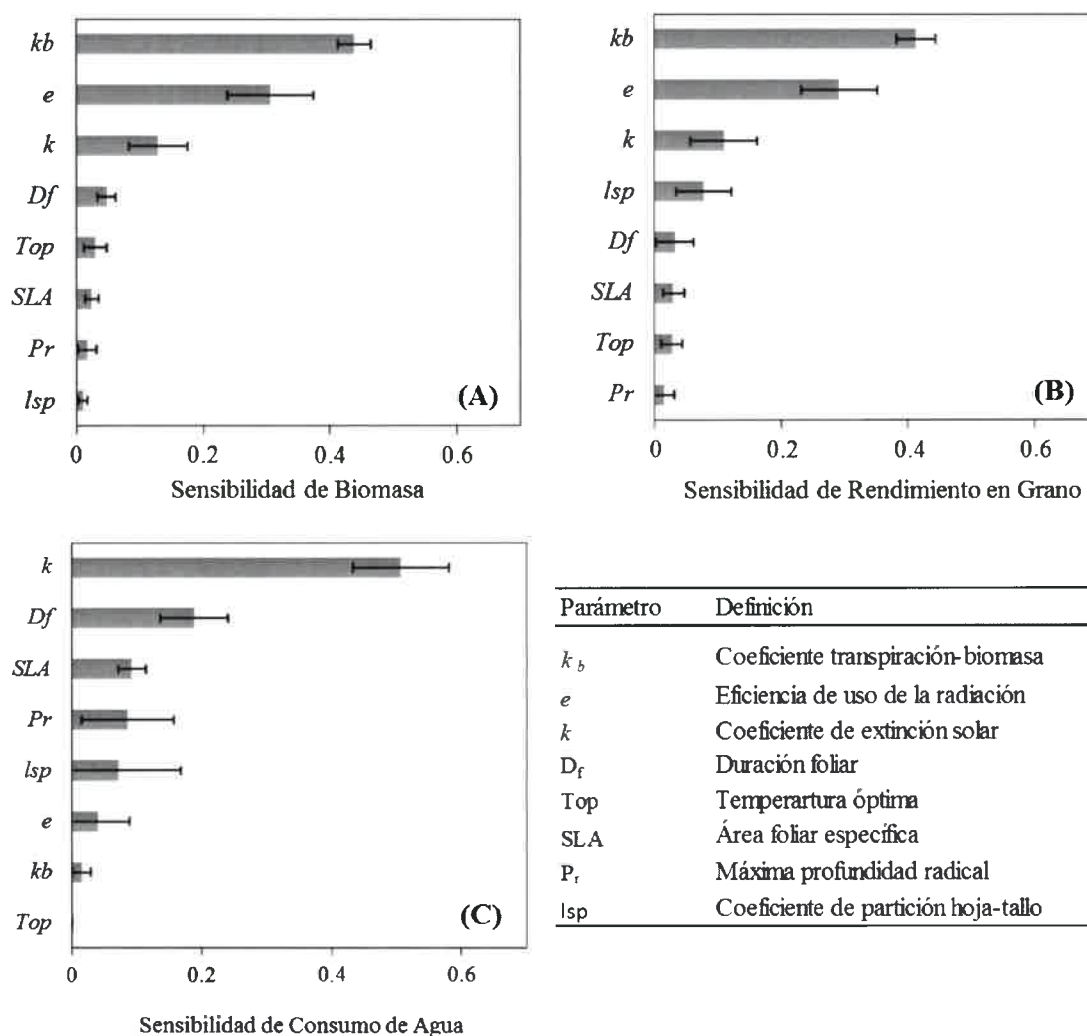 kb
e
k
Df
Top
SLA
Pr
lsp
(A)
0 0.2 0.4 0.6
Sensibilidad de Biomasa
kb
e
k
lsp
Df
SLA
Top
Pr
(B)
0 0.2 0.4 0.6
Sensibilidad de Rendimiento en Grano
k
Df
SLA
Pr
lsp
e
kb
Top
(C)
0 0.2 0.4 0.6
Sensibilidad de Consumo de Agua
Parámetro Definición
k b Coeficiente transpiración-biomasa
e Eficiencia de uso de la radiación
k Coeficiente de extinción solar
Df Duración foliar
Top Temperartura óptima
SLA Área foliar específica
Pr Máxima profundidad radical
lsp Coeficiente de partición hoja-tallo